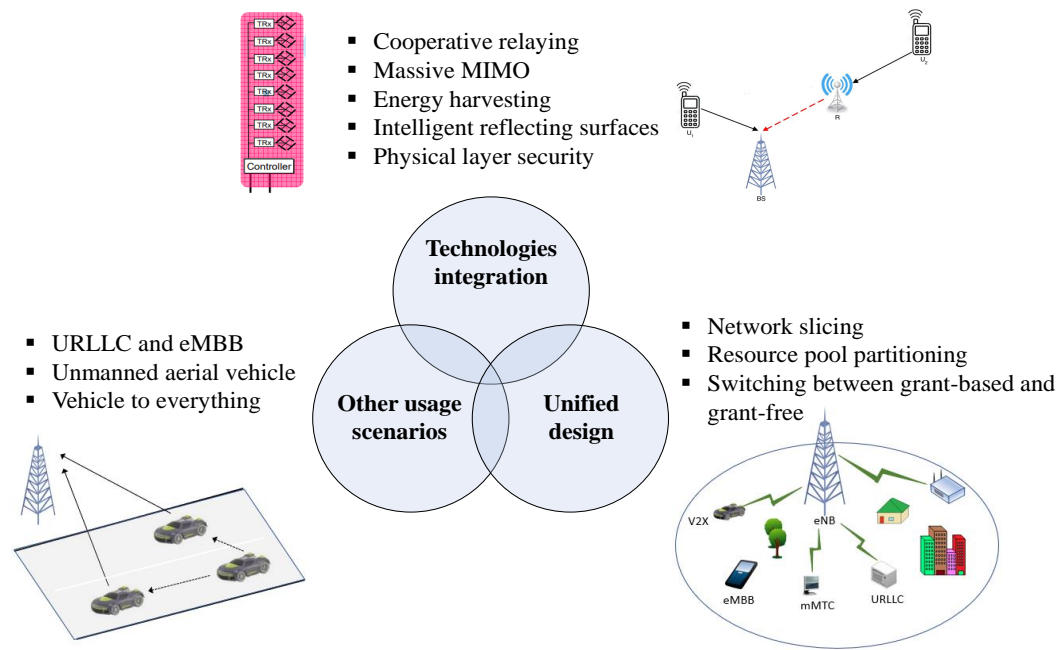 TRx
TRx
TRx
TRx
TRx
TRx
TRx
TRx
Controller
▪ Cooperative relaying
▪ Massive MIMO
▪ Energy harvesting
▪ Intelligent reflecting surfaces
▪ Physical layer security
U2
R
U1
BS
Technologies
integration
Other usage
scenarios
Unified
design
▪ URLLC and eMBB
▪ Unmanned aerial vehicle
▪ Vehicle to everything
▪ Network slicing
▪ Resource pool partitioning
▪ Switching between grant-based and
grant-free
V2X
eNB
eMBB
mMTC
URLLC